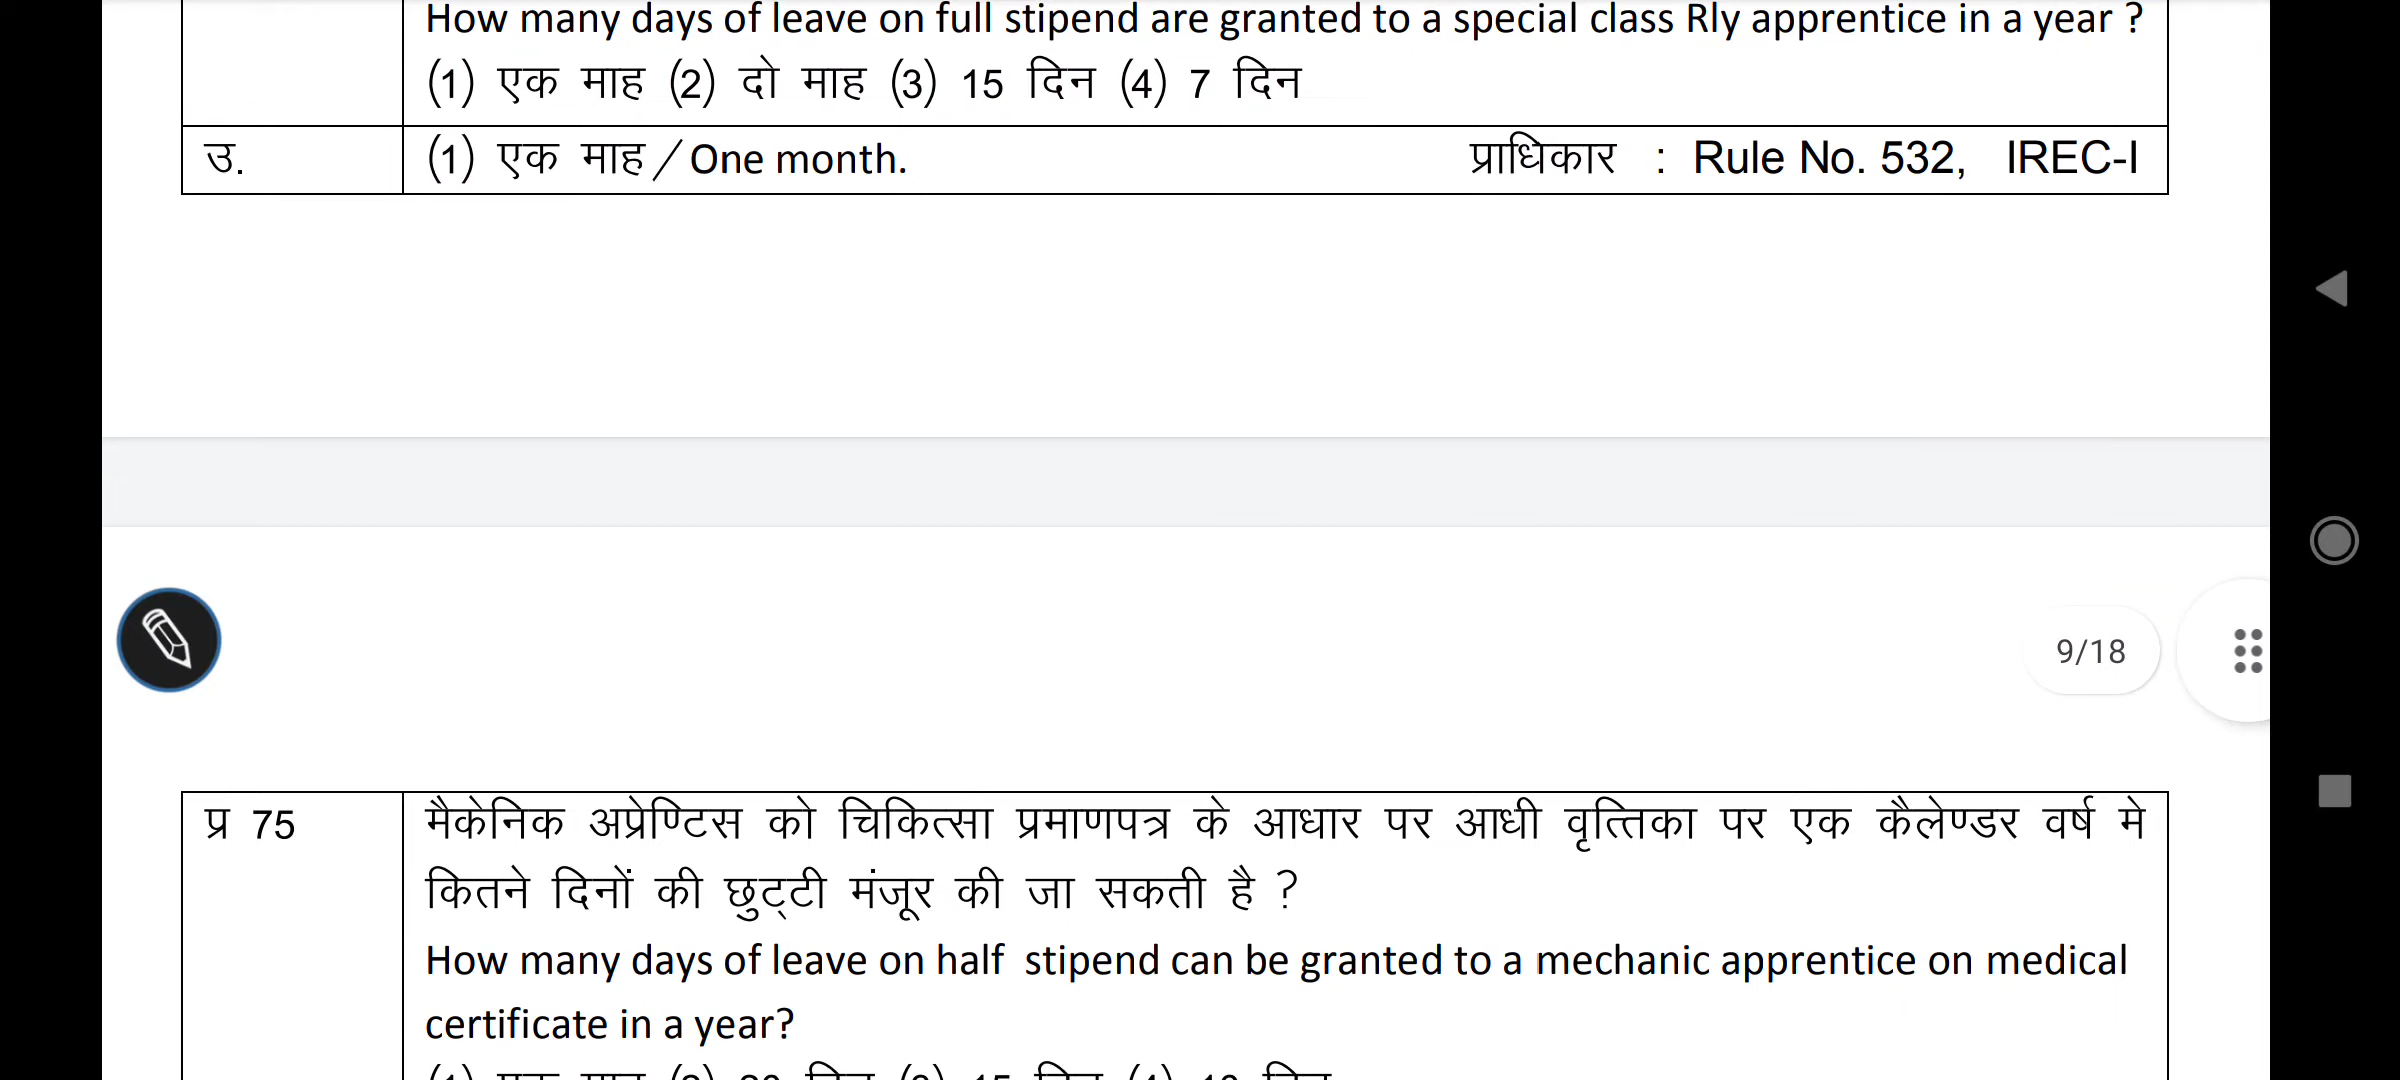 How many days of leave on full stipend are granted to a special class Rly apprentice in a year ?
(1) एक माह (2) दो माह (3) 15 दिन (4) 7 दिन
उ. (1) एक माह / One month. प्राधिकार : Rule No. 532, IREC-I
9/18
प्र 75 मैकेनिक अप्रेण्टिस को चिकित्सा प्रमाणपत्र के आधार पर आधी वृत्तिका पर एक कैलेण्डर वर्ष मे
कितने दिनों की छुट्टी मंजूर की जा सकती है ?
How many days of leave on half stipend can be granted to a mechanic apprentice on medical
certificate in a year?